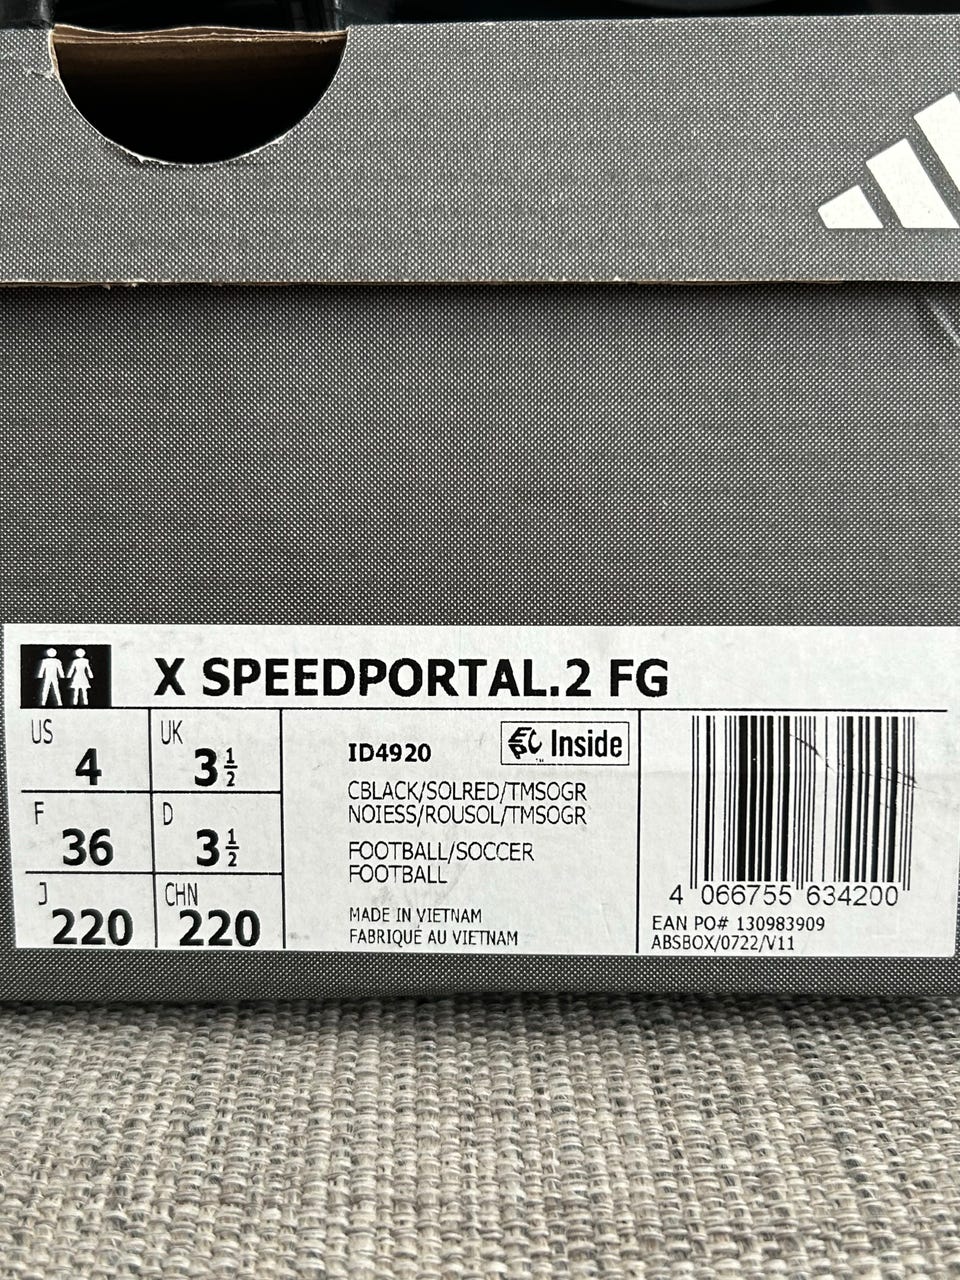 X SPEEDPORTAL.2 FG
US 4
UK 3 1/2
F 36
D 3 1/2
J 220
CHN 220
ID4920
Inside
CBLACK/SOLRED/TMSOGR
NOIESS/ROUSOL/TMSOGR
FOOTBALL/SOCCER
FOOTBALL
MADE IN VIETNAM
FABRIQUÉ AU VIETNAM
4 066755 634200
EAN PO# 130983909
ABSBOX/0722/V11